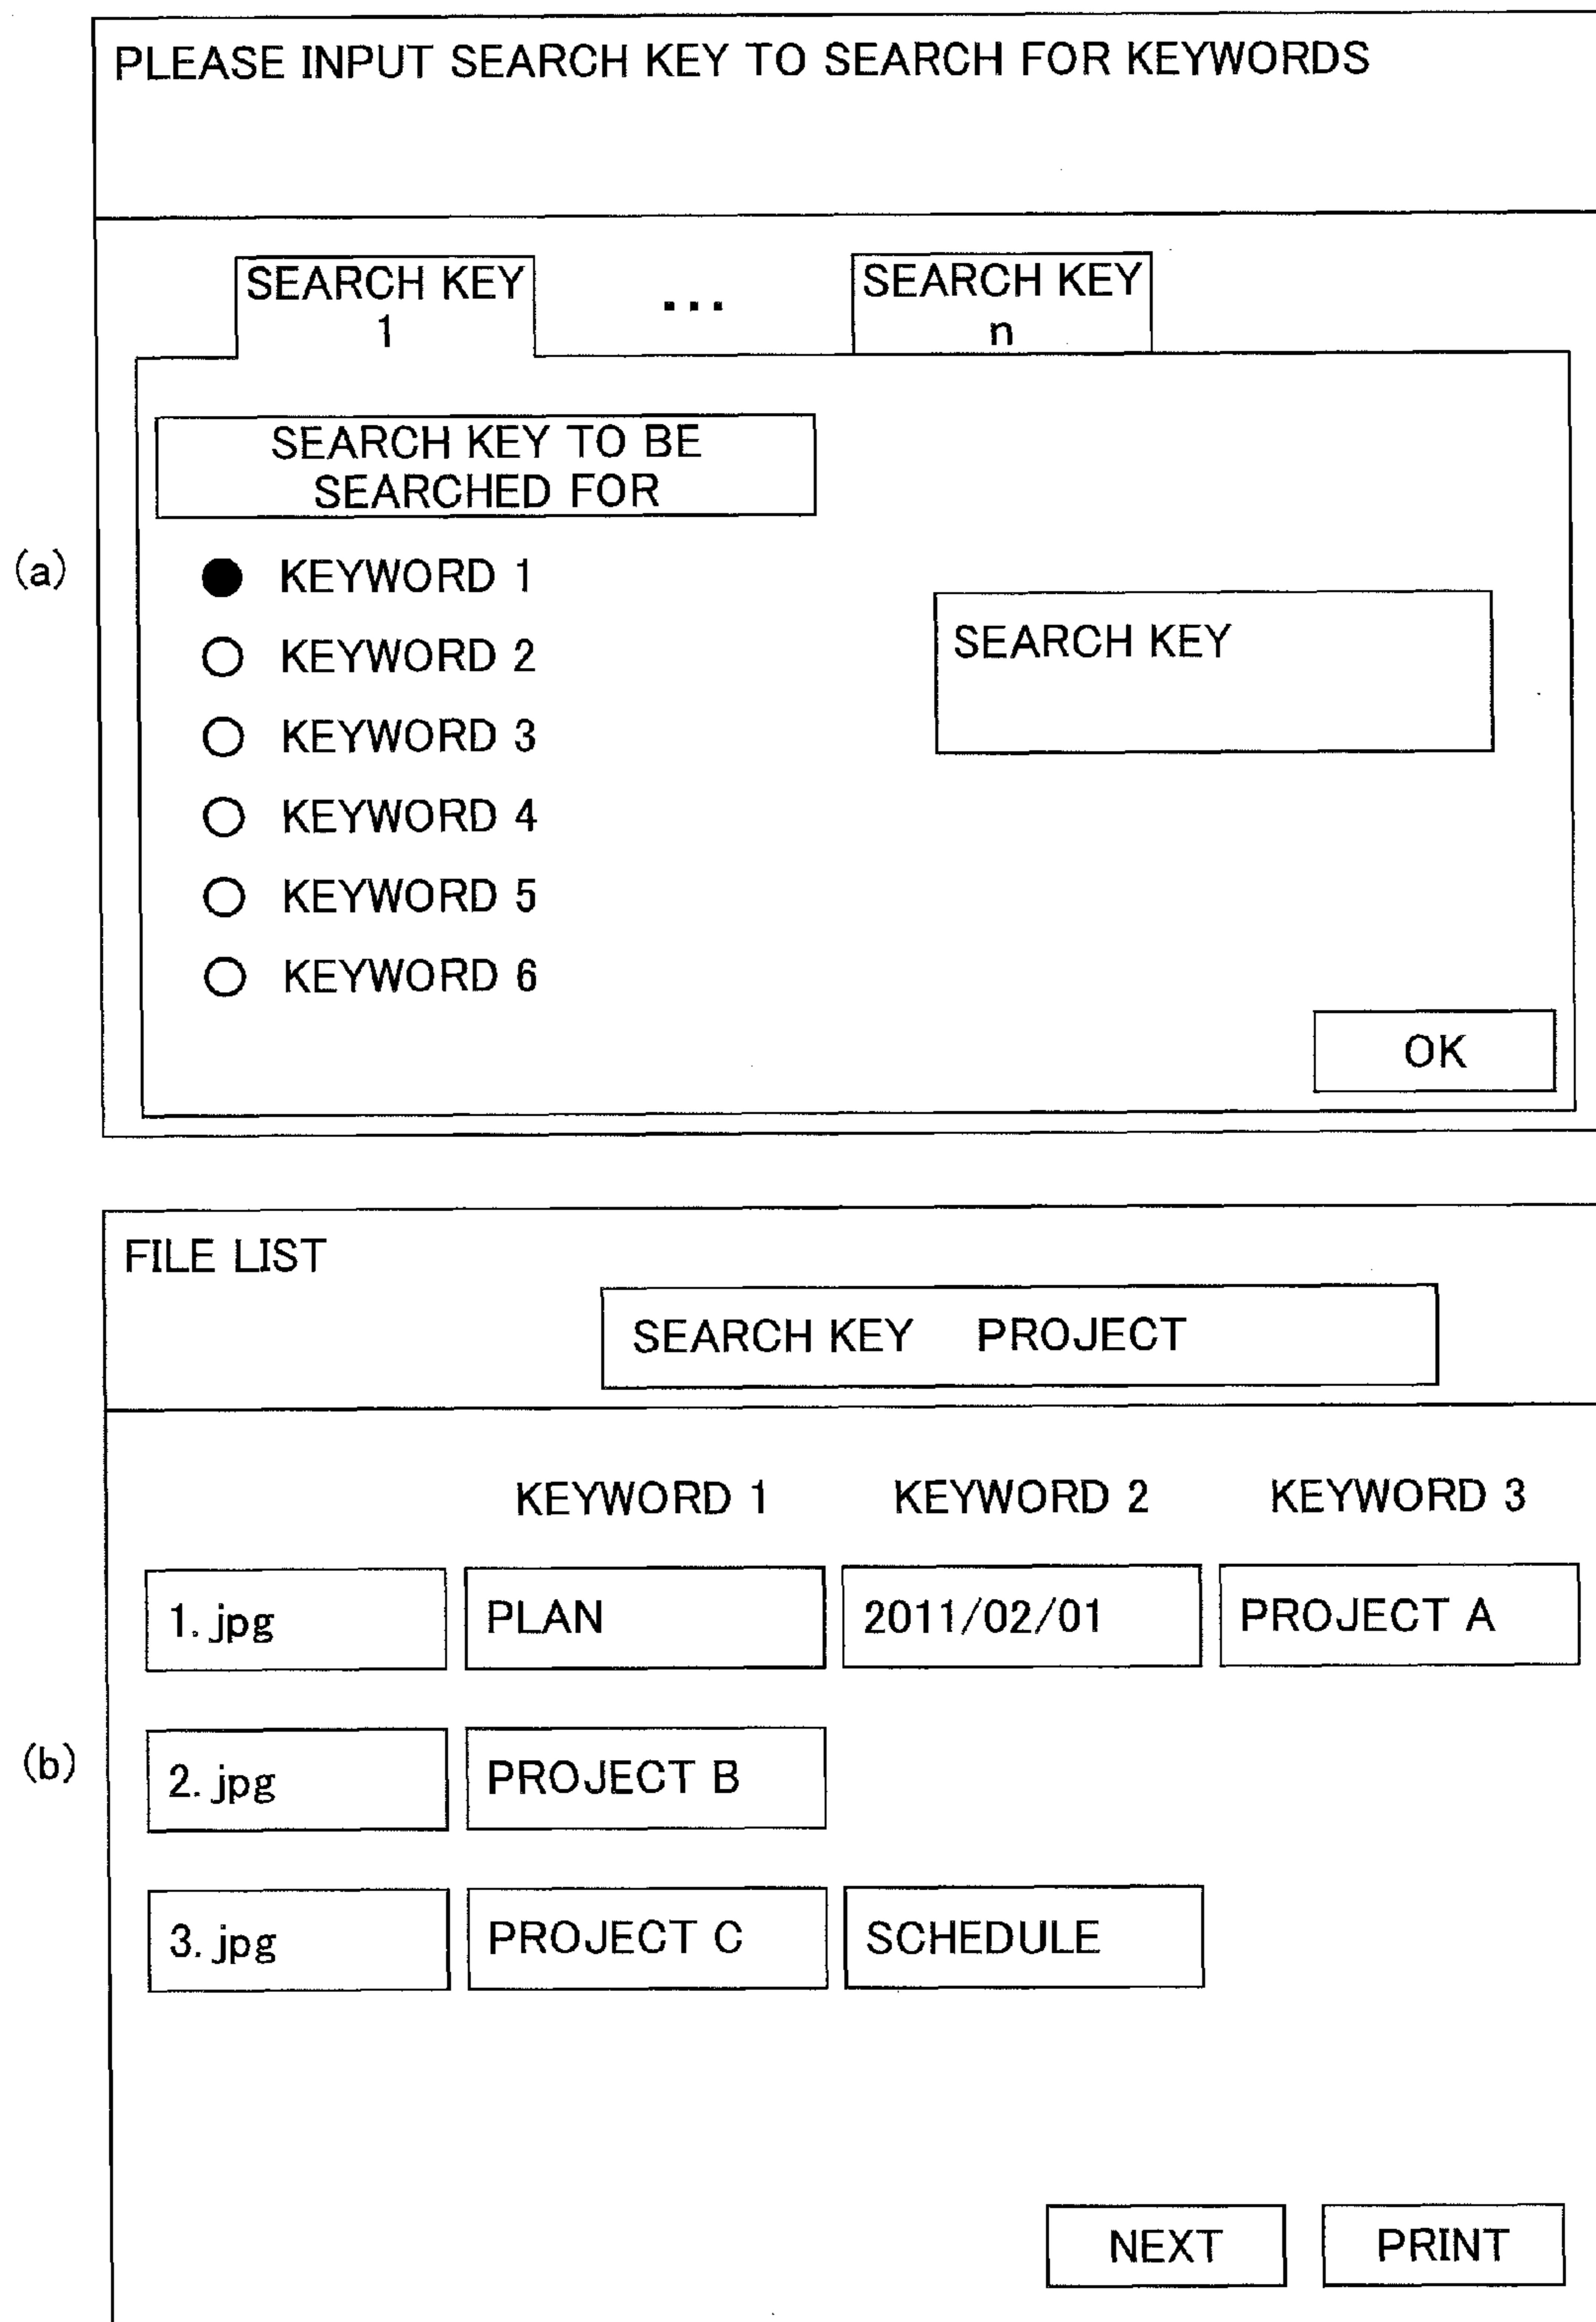 PLEASE INPUT SEARCH KEY TO SEARCH FOR KEYWORDS
SEARCH KEY
1
...
SEARCH KEY
n
SEARCH KEY TO BE
SEARCHED FOR
(a)
KEYWORD 1
KEYWORD 2
KEYWORD 3
KEYWORD 4
KEYWORD 5
KEYWORD 6
SEARCH KEY
OK
FILE LIST
SEARCH KEY PROJECT
KEYWORD 1 KEYWORD 2 KEYWORD 3
1.jpg PLAN 2011/02/01 PROJECT A
(b)
2.jpg PROJECT B
3.jpg PROJECT C SCHEDULE
NEXT PRINT